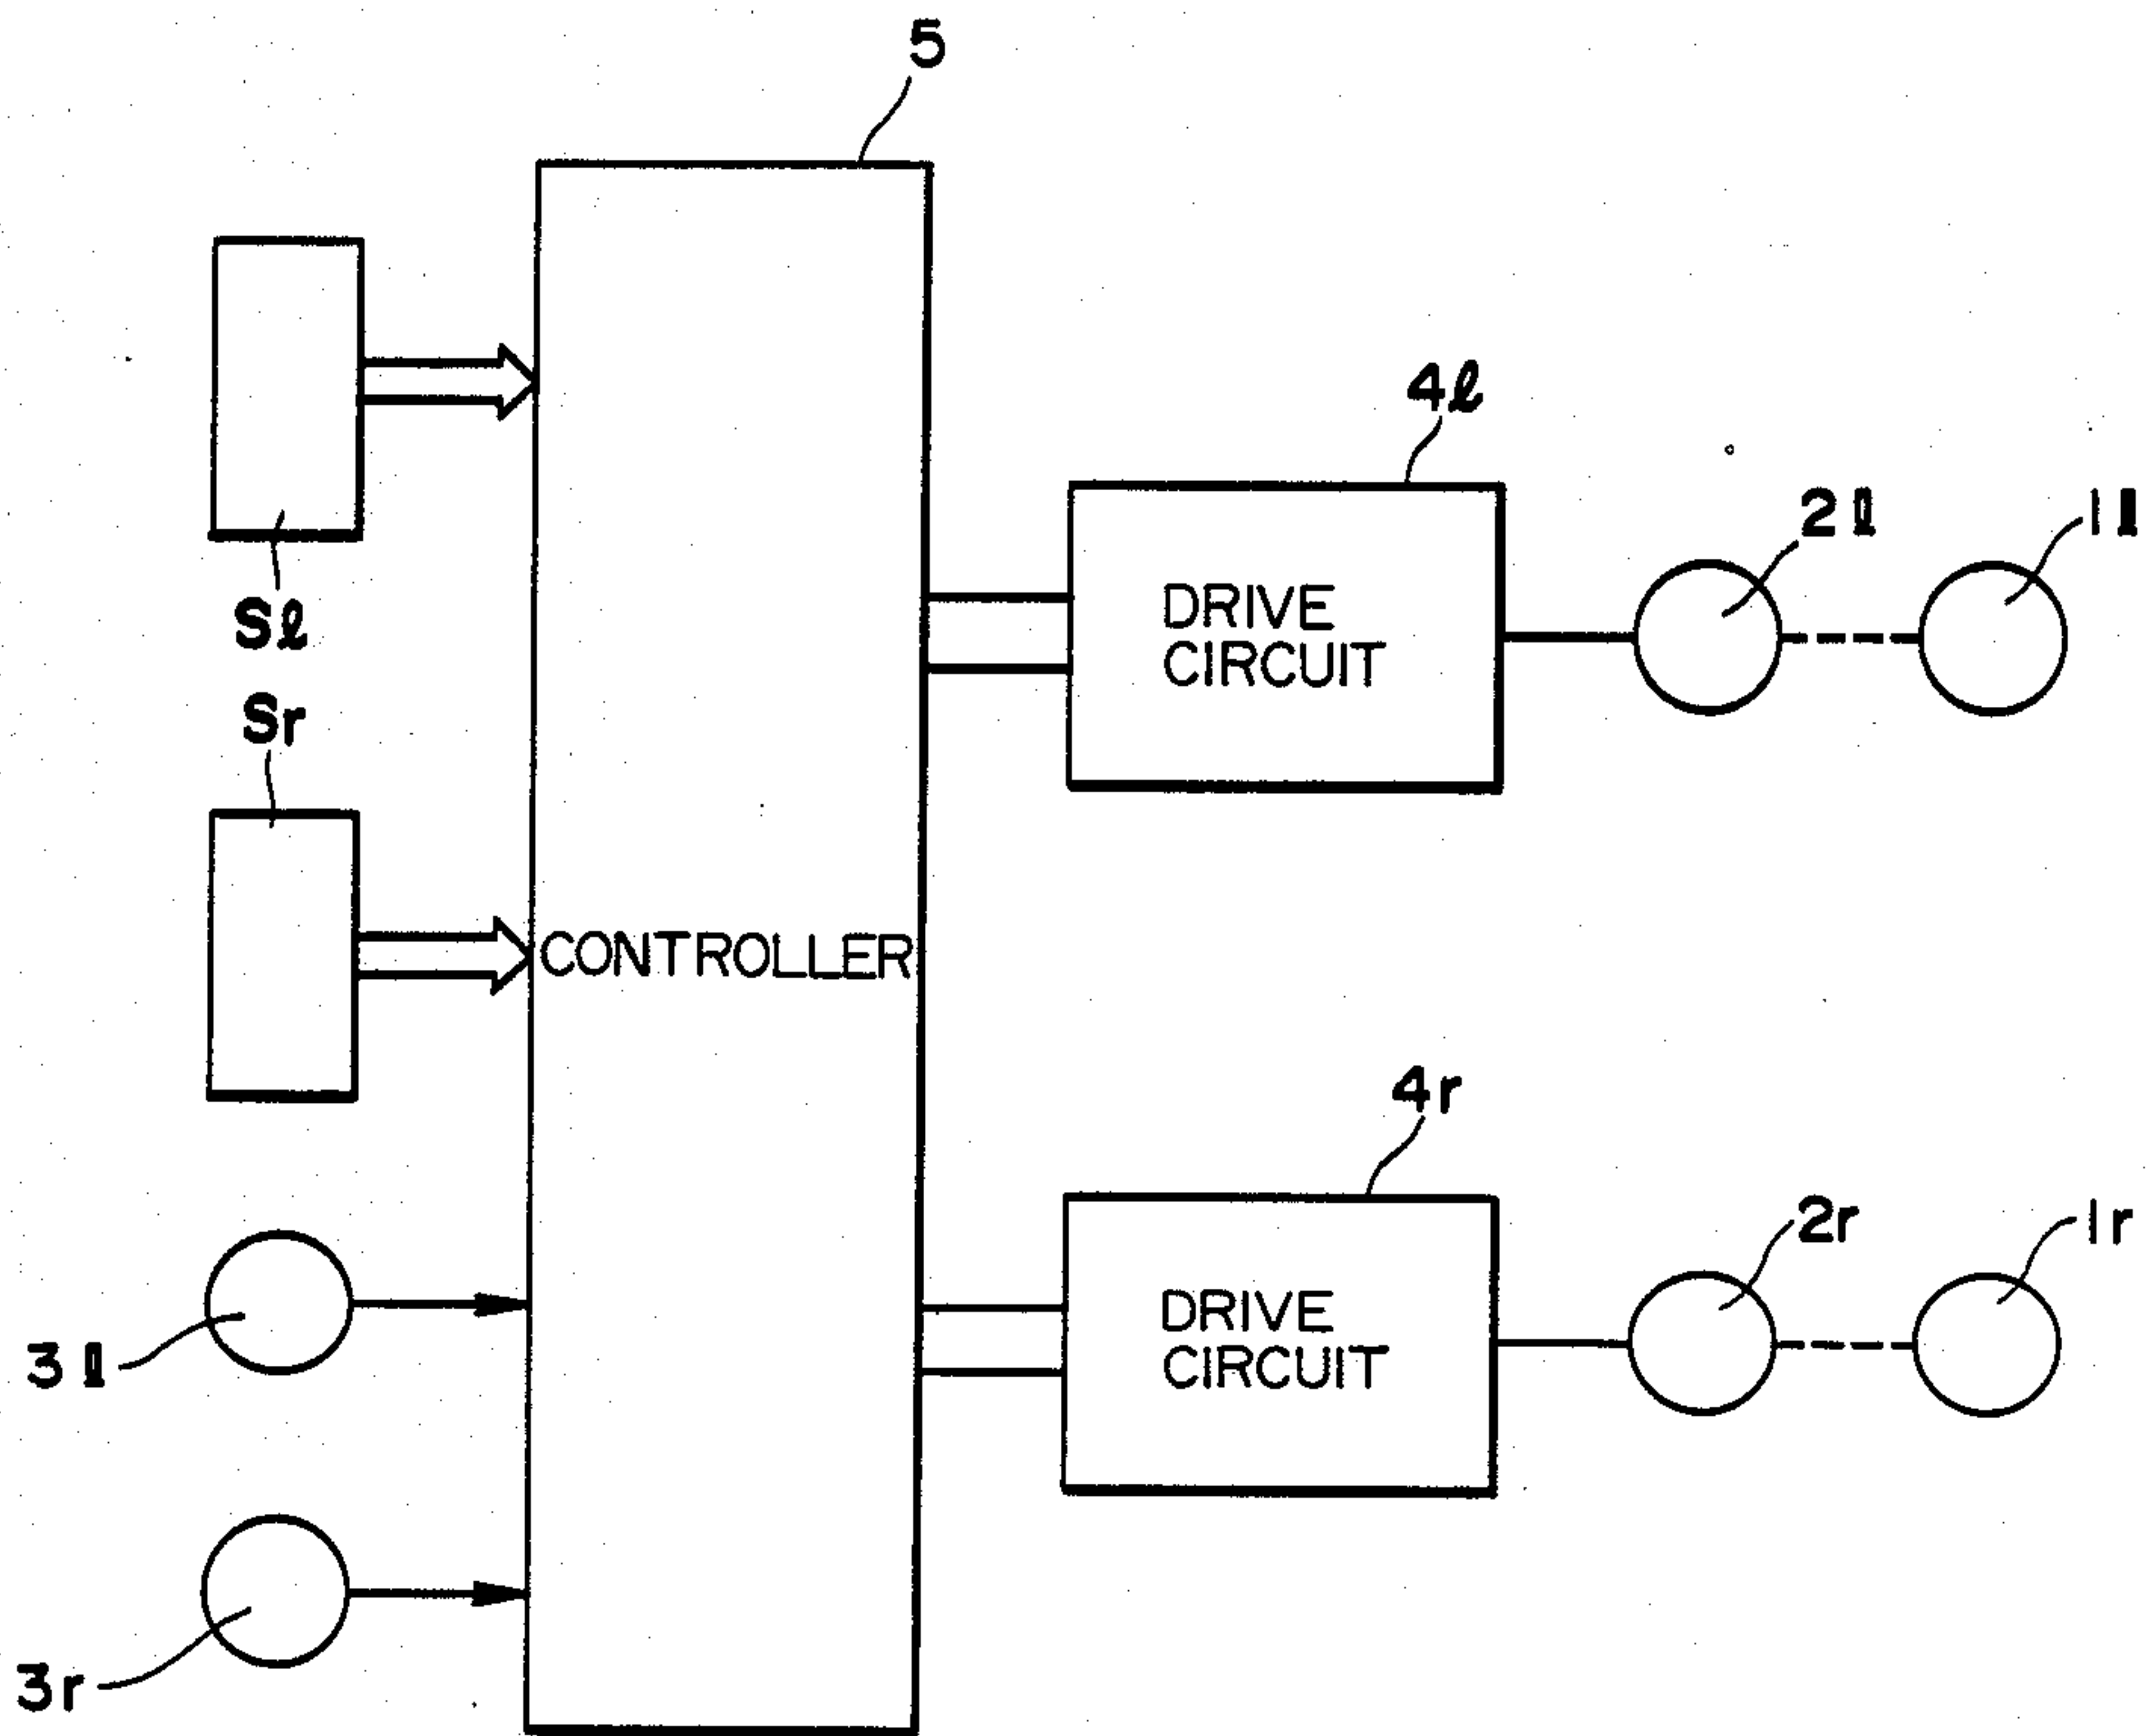 5
4ℓ
2ℓ
1ℓ
DRIVE
CIRCUIT
Sℓ
Sr
CONTROLLER
4r
2r
1r
DRIVE
CIRCUIT
3ℓ
3r